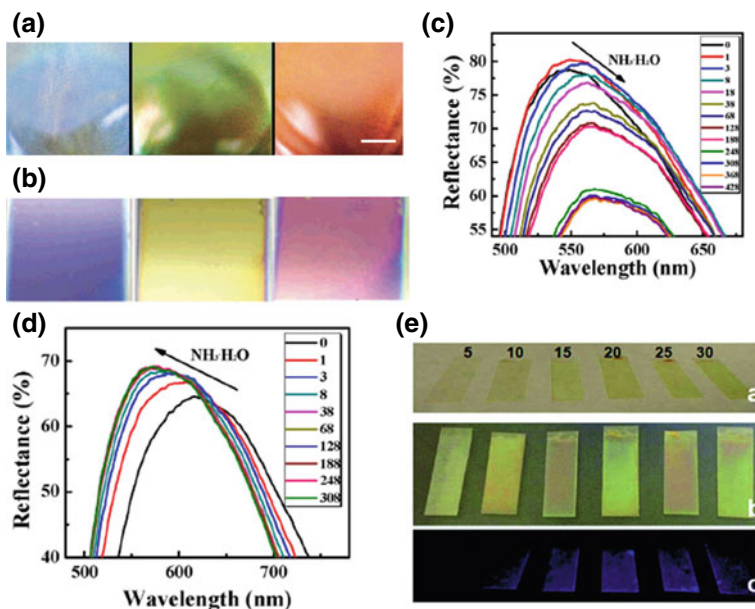 (a)
(b)
(c)
Reflectance (%)
80
75
70
65
60
55
NH₃·H₂O
0
1
3
8
18
38
68
128
188
248
308
368
428
500 550 600 650
Wavelength (nm)
(d)
Reflectance (%)
70
60
50
40
NH₃·H₂O
0
1
3
8
38
68
128
188
248
308
500 600 700
Wavelength (nm)
(e)
5 10 15 20 25 30
a
b